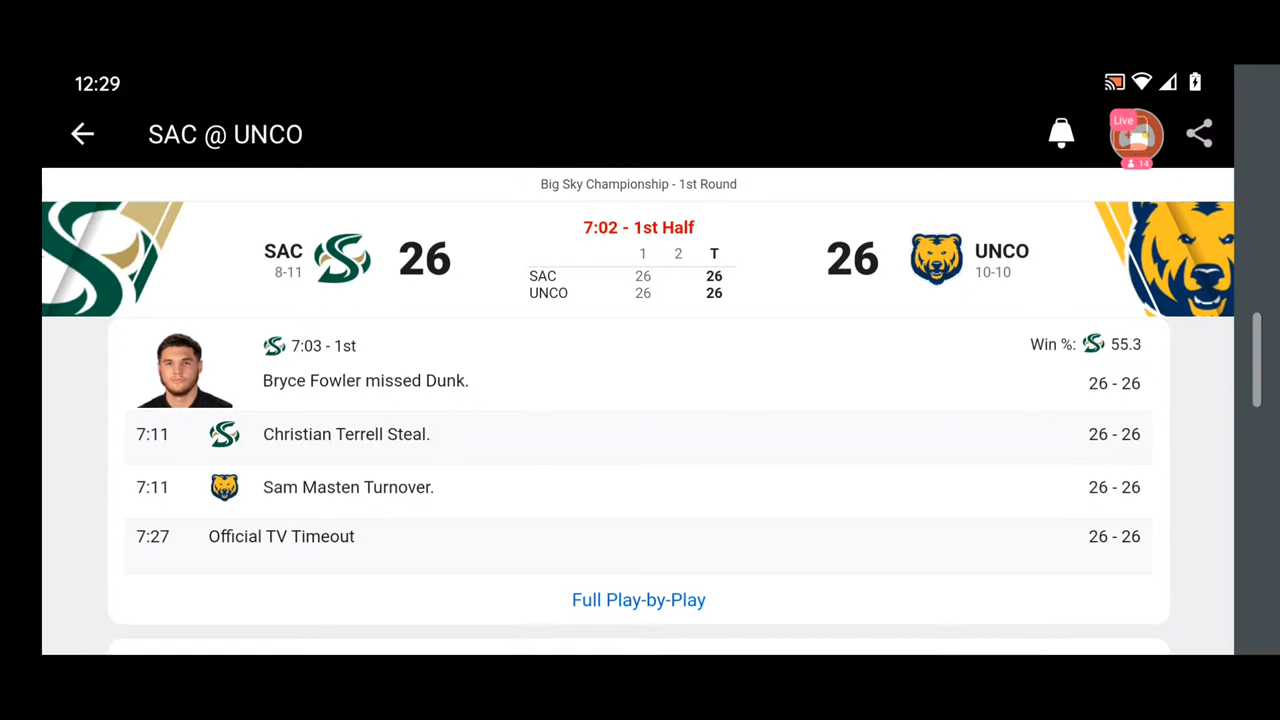 12:29
SAC @ UNCO
Live
14
Big Sky Championship - 1st Round
SAC
8-11
26
7:02 - 1st Half
1 2 T
SAC 26 26
UNCO 26 26
26
UNCO
10-10
7:03 - 1st
Win %: 55.3
Bryce Fowler missed Dunk.
26 - 26
7:11 Christian Terrell Steal. 26 - 26
7:11 Sam Masten Turnover. 26 - 26
7:27 Official TV Timeout 26 - 26
Full Play-by-Play